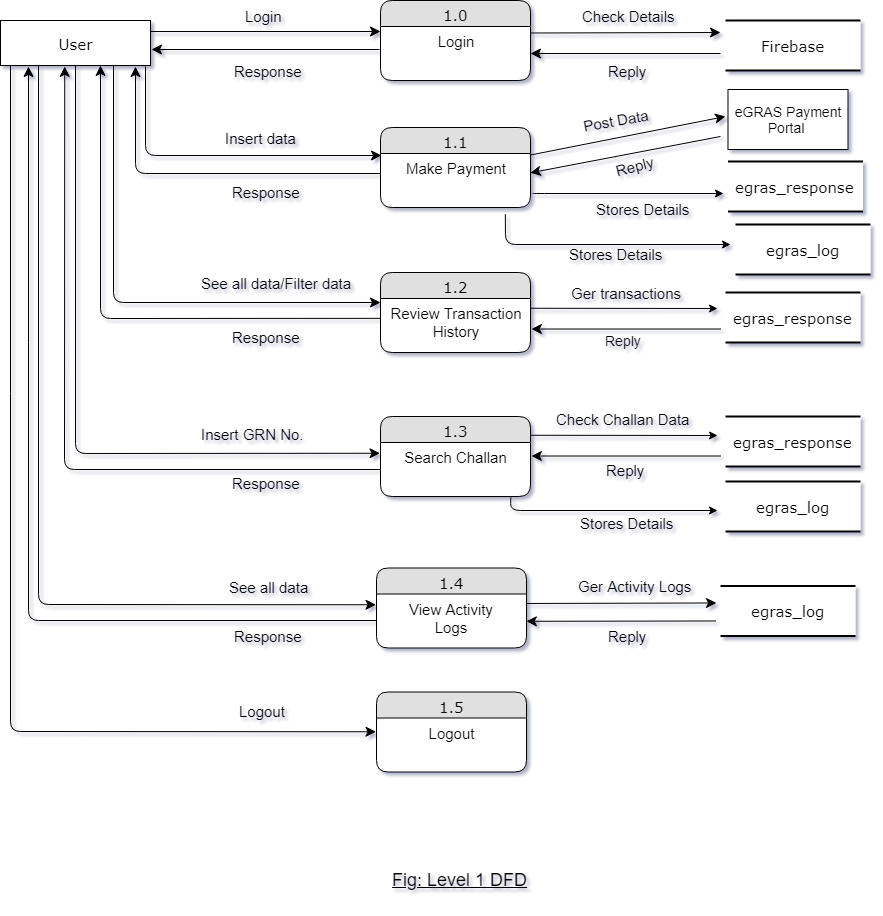 Login
1.0
Check Details
User
Login
Firebase
Response
Reply
Insert data
1.1
Post Data
eGRAS Payment
Portal
Make Payment
Reply
Response
egras_response
Stores Details
Stores Details
egras_log
See all data/Filter data
1.2
Ger transactions
Review Transaction
History
egras_response
Response
Reply
Insert GRN No.
1.3
Check Challan Data
Search Challan
egras_response
Response
Reply
Stores Details
egras_log
See all data
1.4
Ger Activity Logs
View Activity
Logs
egras_log
Response
Reply
Logout
1.5
Logout
Fig: Level 1 DFD